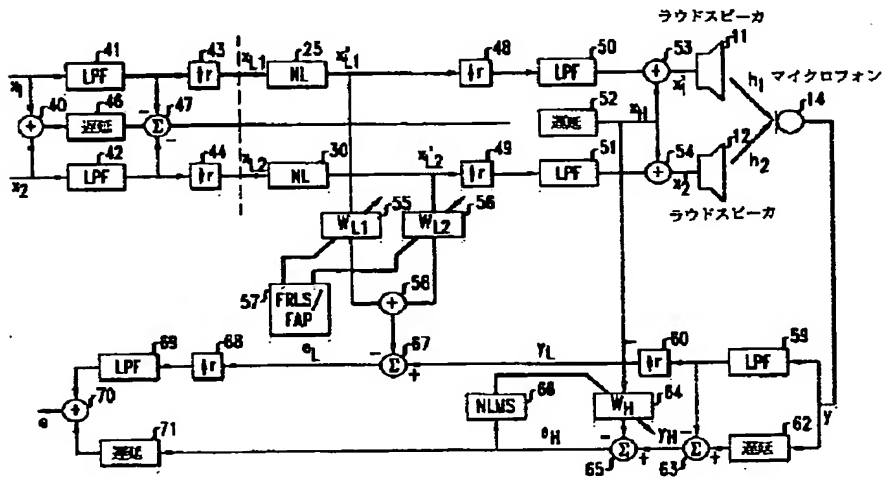 ラウドスピーカ
41 43 25 48 50 53 11
x1 LPF ↓r xL1 NL x'L1 ↑r LPF + x'1 h1 マイクロフォン
40 46 47 52 xH 14
+ 遅延 Σ 遅延
42 44 30 49 51 54 12
x2 LPF ↓r xL2 NL x'L2 ↑r LPF + x'2 h2
ラウドスピーカ
55 56
WL1 WL2
57 FRLS/FAP 58 +
69 68 67 60 59
LPF ↑r eL Σ yL ↓r LPF
70 66 64 62
e + NLMS WH y
71 eH yH
遅延 65 Σ 63 Σ 遅延